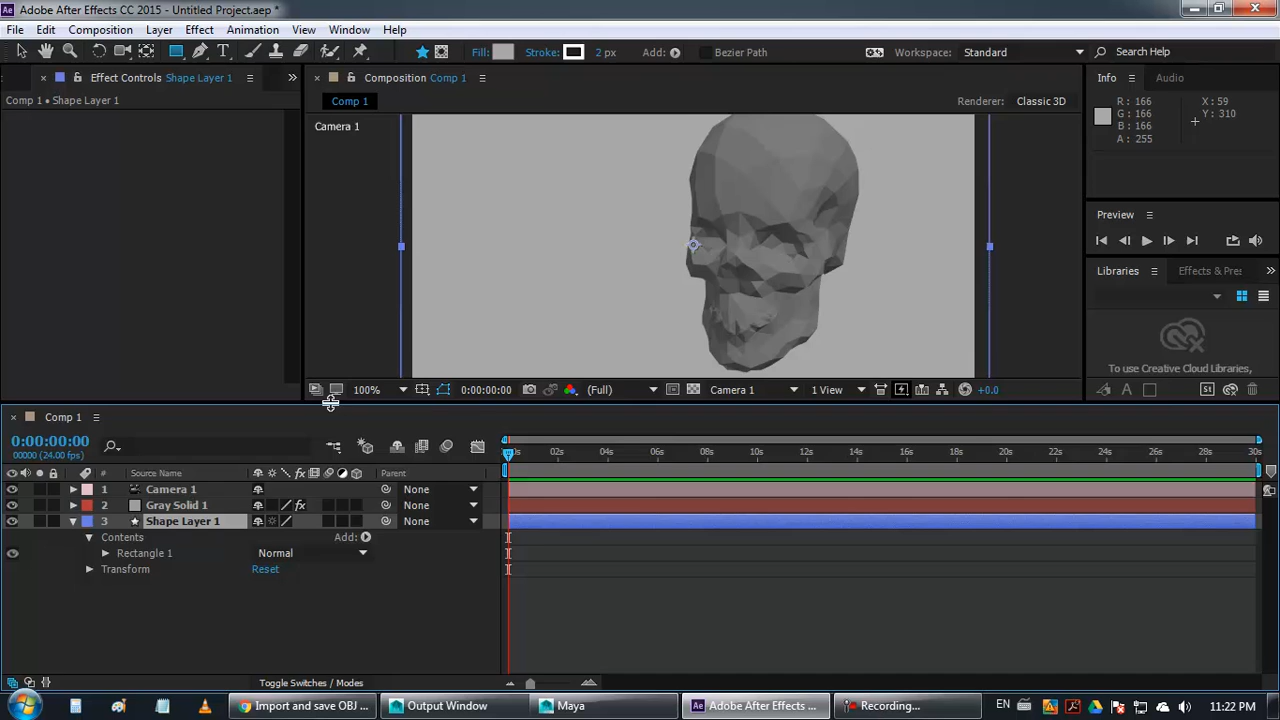 Ae Adobe After Effects CC 2015 - Untitled Project.aep *
File Edit Composition Layer Effect Animation View Window Help
Fill: Stroke: 2 px Add: Bezier Path Workspace: Standard Search Help
Effect Controls Shape Layer 1 Composition Comp 1 Info Audio
Comp 1 • Shape Layer 1
Comp 1 Renderer: Classic 3D
R: 166 X: 59
G: 166 Y: 310
B: 166
A: 255
Camera 1
Preview
Libraries Effects & Pres
To use Creative Cloud Libraries,
100% 0:00:00:00 (Full) Camera 1 1 View +0.0
Comp 1
0:00:00:00
00000 (24.00 fps)
02s 04s 06s 08s 10s 12s 14s 16s 18s 20s 22s 24s 26s 28s 30s
# Source Name Parent
1 Camera 1 None
2 Gray Solid 1 None
3 Shape Layer 1 None
Contents Add:
Rectangle 1 Normal
Transform Reset
Toggle Switches / Modes
Import and save OBJ ... Output Window Maya Adobe After Effects ... Recording... EN 11:22 PM